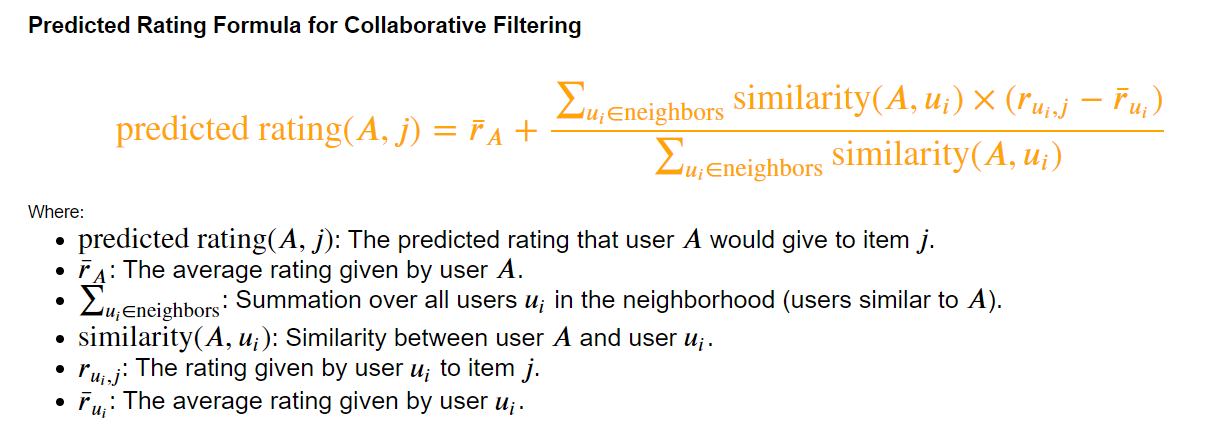 Predicted Rating Formula for Collaborative Filtering
predicted rating(A, j) = r̄_A + ∑_{u_i∈neighbors} similarity(A, u_i) × (r_{u_i,j} − r̄_{u_i}) / ∑_{u_i∈neighbors} similarity(A, u_i)
Where:
• predicted rating(A, j): The predicted rating that user A would give to item j.
• r̄_A: The average rating given by user A.
• ∑_{u_i∈neighbors}: Summation over all users u_i in the neighborhood (users similar to A).
• similarity(A, u_i): Similarity between user A and user u_i.
• r_{u_i,j}: The rating given by user u_i to item j.
• r̄_{u_i}: The average rating given by user u_i.